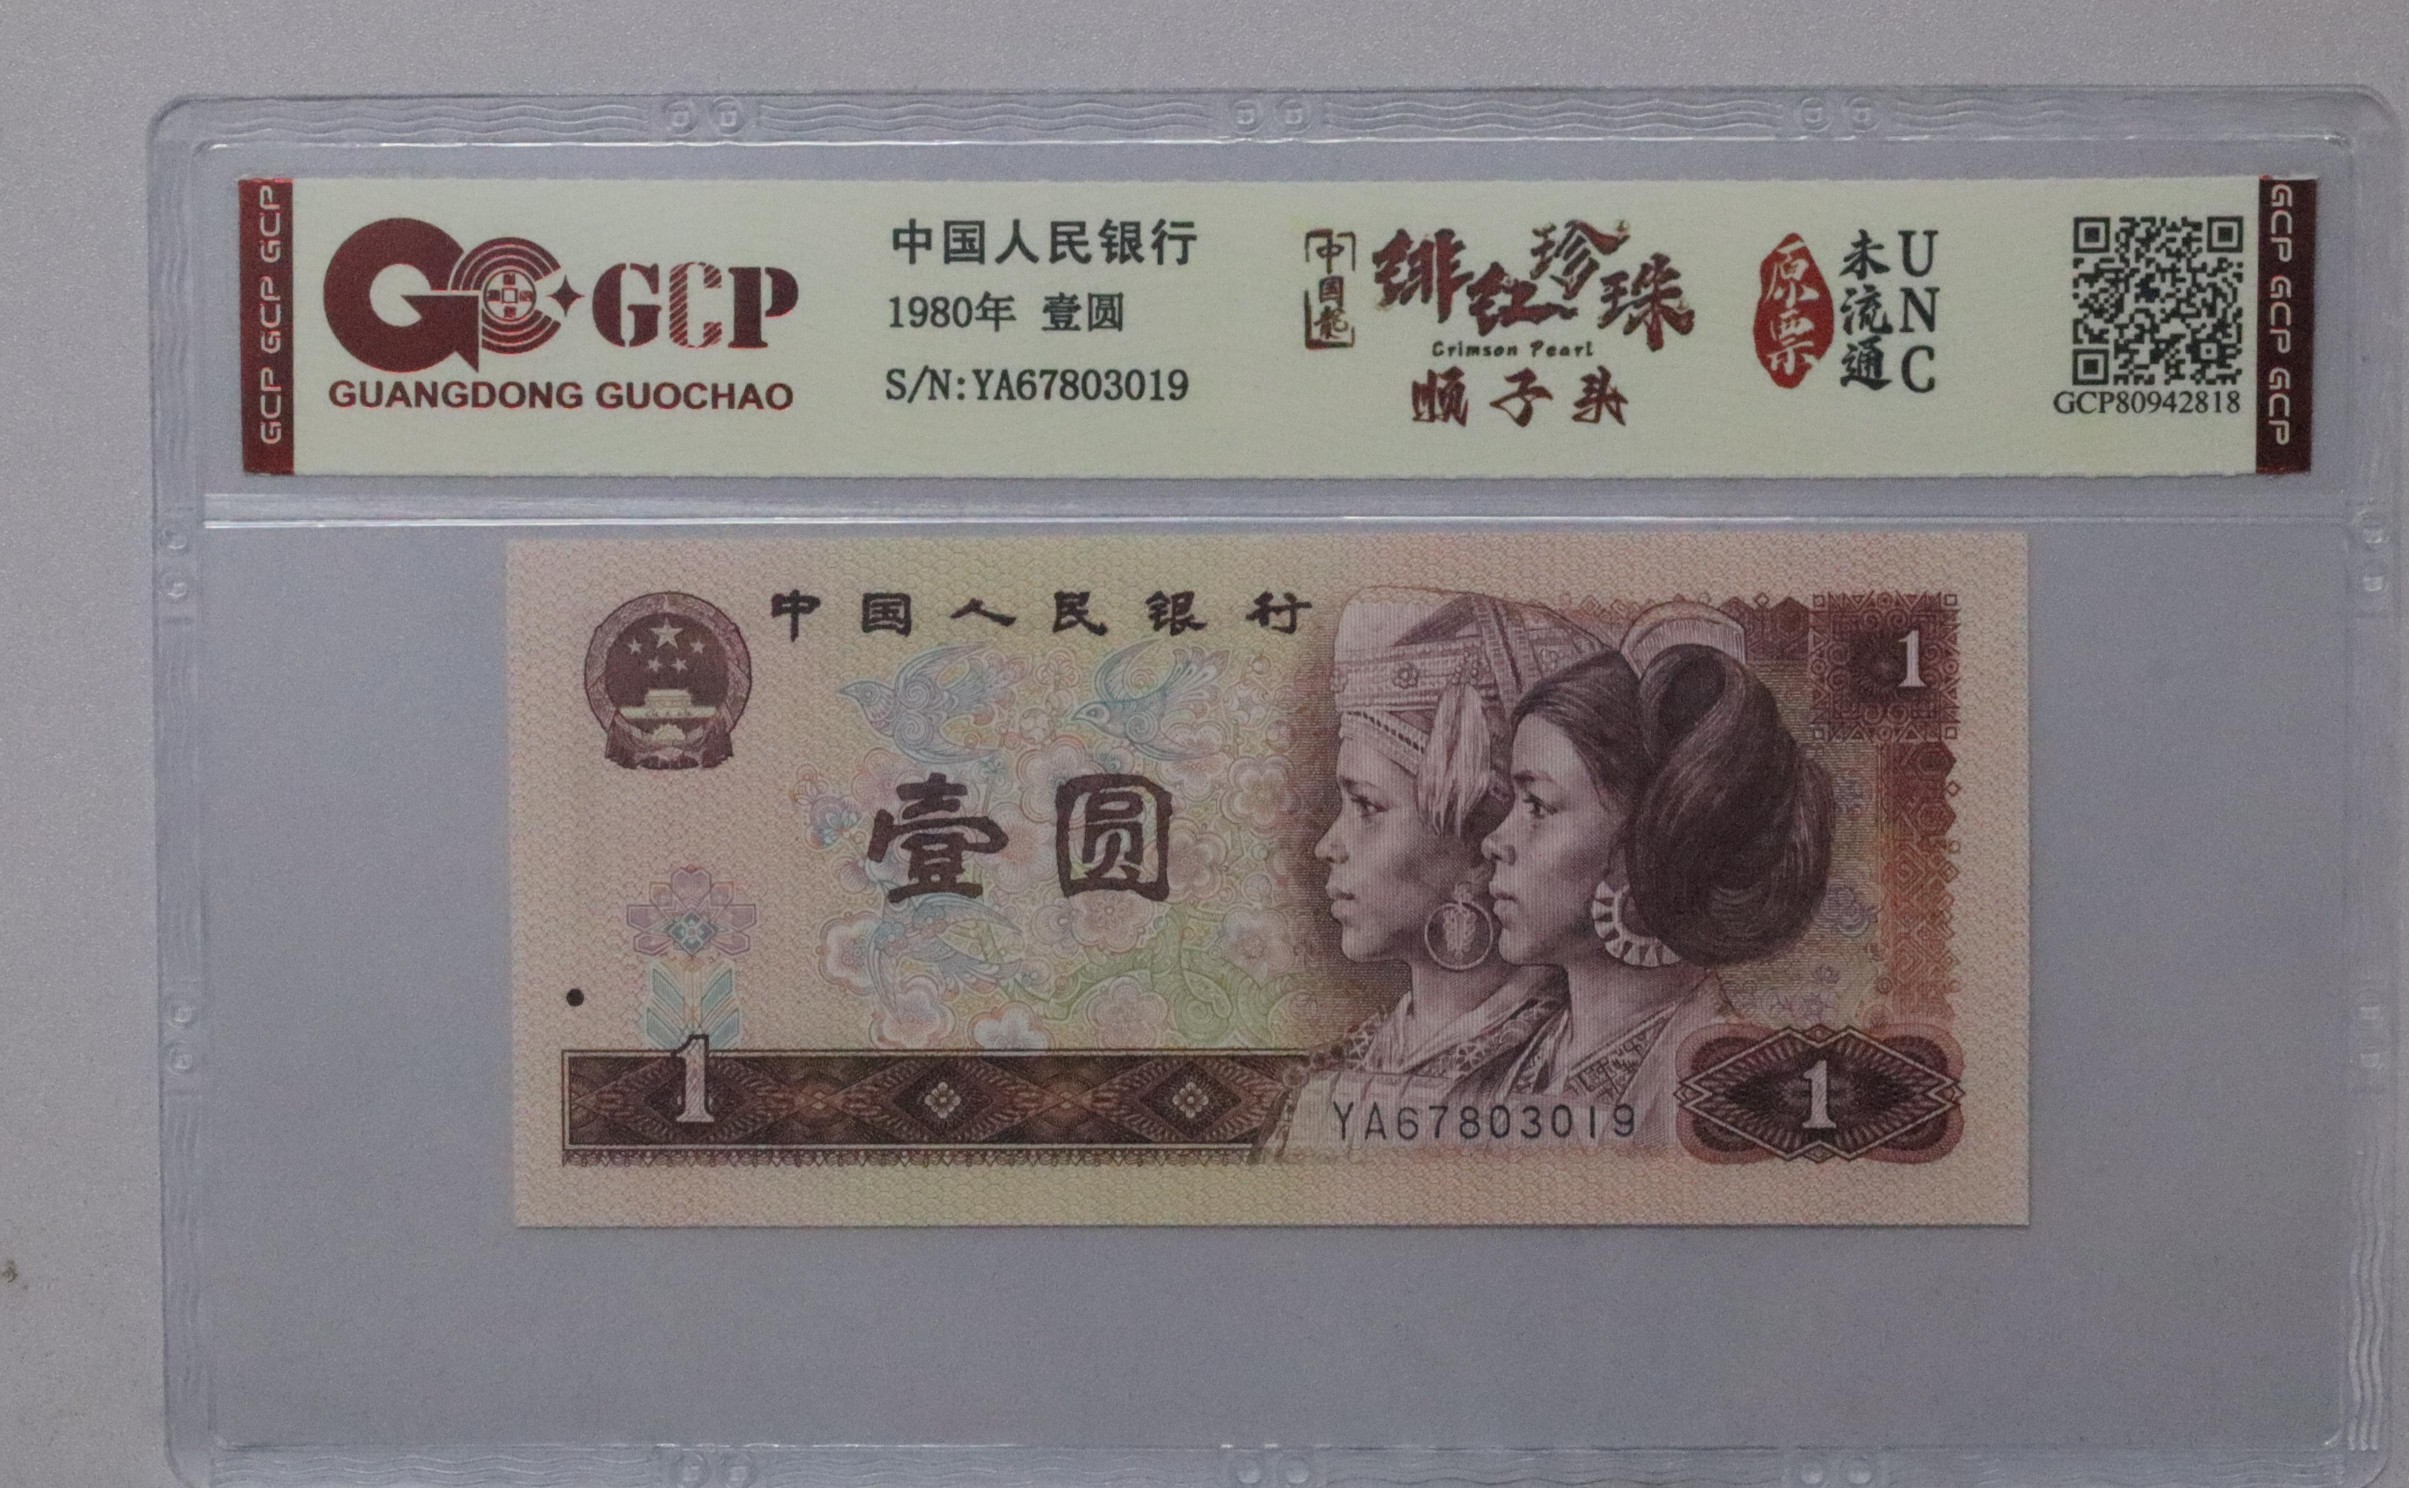 GCP GCP GCP
GCP
GUANGDONG GUOCHAO
中国人民银行
1980年 壹圆
S/N:YA67803019
中国龙
绯红珍珠
Crimson Pearl
顺子头
原票
未流通
UNC
GCP80942818
GCP GCP GCP
中国人民银行
1
壹圆
1
YA67803019
1